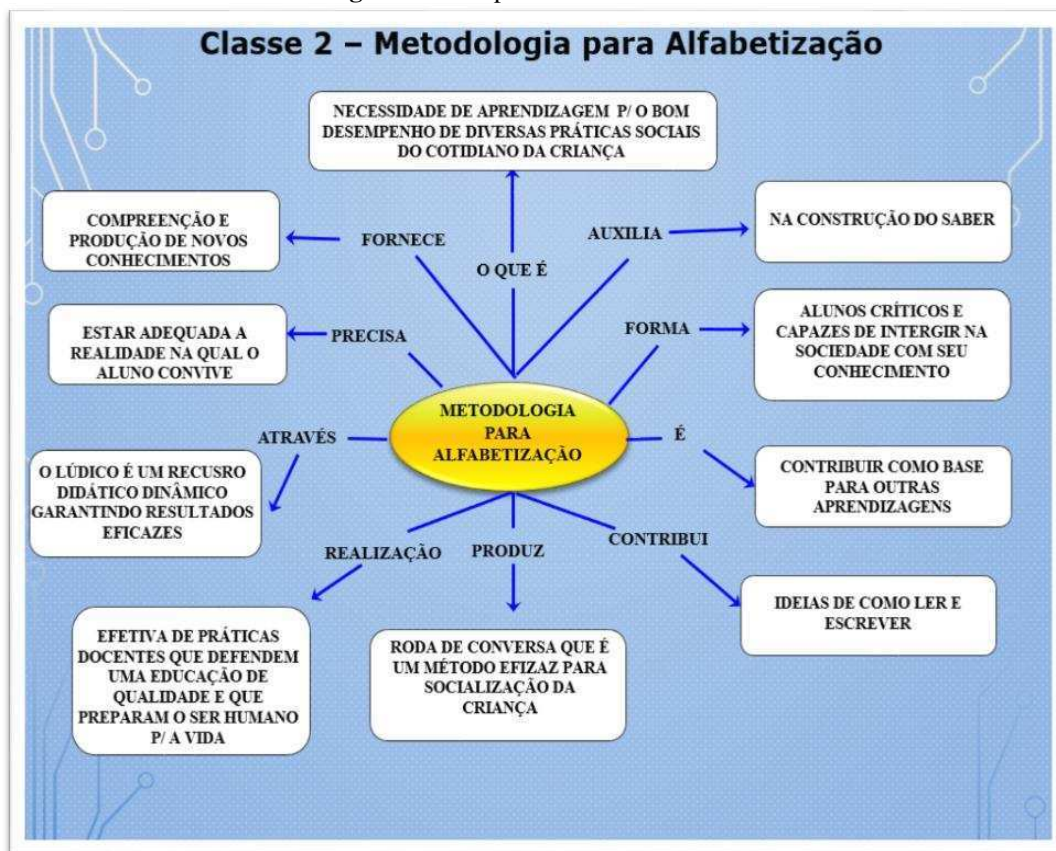 Classe 2 – Metodologia para Alfabetização
NECESSIDADE DE APRENDIZAGEM P/ O BOM
DESEMPENHO DE DIVERSAS PRÁTICAS SOCIAIS
DO COTIDIANO DA CRIANÇA
COMPREENÇÃO E
PRODUÇÃO DE NOVOS
CONHECIMENTOS
FORNECE
O QUE É
AUXILIA
NA CONSTRUÇÃO DO SABER
ESTAR ADEQUADA A
REALIDADE NA QUAL O
ALUNO CONVIVE
PRECISA
FORMA
ALUNOS CRÍTICOS E
CAPAZES DE INTERGIR NA
SOCIEDADE COM SEU
CONHECIMENTO
METODOLOGIA
PARA
ALFABETIZAÇÃO
ATRAVÉS
É
O LÚDICO É UM RECUSRO
DIDÁTICO DINÂMICO
GARANTINDO RESULTADOS
EFICAZES
CONTRIBUIR COMO BASE
PARA OUTRAS
APRENDIZAGENS
REALIZAÇÃO
PRODUZ
CONTRIBUI
EFETIVA DE PRÁTICAS
DOCENTES QUE DEFENDEM
UMA EDUCAÇÃO DE
QUALIDADE E QUE
PREPARAM O SER HUMANO
P/ A VIDA
RODA DE CONVERSA QUE É
UM MÉTODO EFIZAZ PARA
SOCIALIZAÇÃO DA
CRIANÇA
IDEIAS DE COMO LER E
ESCREVER